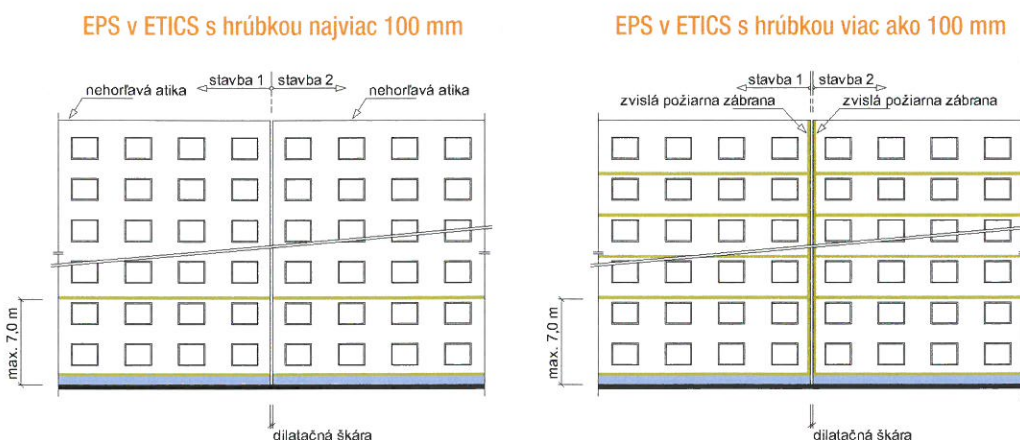 EPS v ETICS s hrúbkou najviac 100 mm
stavba 1
stavba 2
nehorľavá atika
nehorľavá atika
max. 7,0 m
dilatačná škára
EPS v ETICS s hrúbkou viac ako 100 mm
stavba 1
stavba 2
zvislá požiarna zábrana
zvislá požiarna zábrana
max. 7,0 m
dilatačná škára